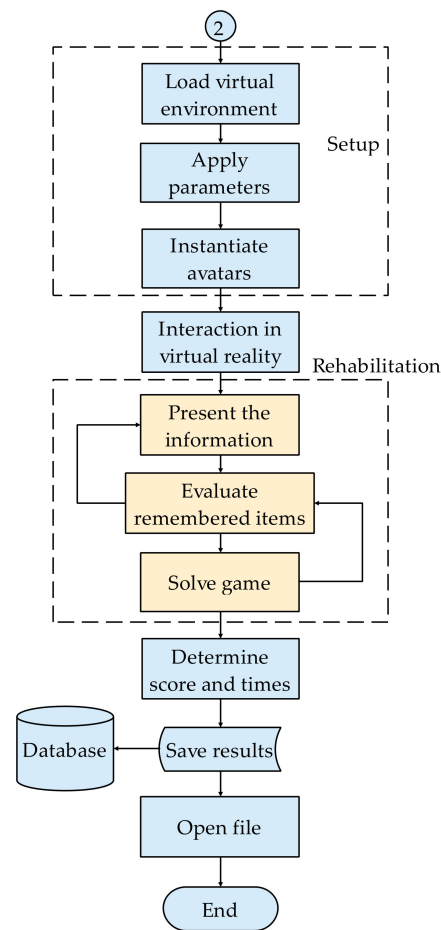 2
Load virtual
environment
Setup
Apply
parameters
Instantiate
avatars
Interaction in
virtual reality
Rehabilitation
Present the
information
Evaluate
remembered items
Solve game
Determine
score and times
Database
Save results
Open file
End